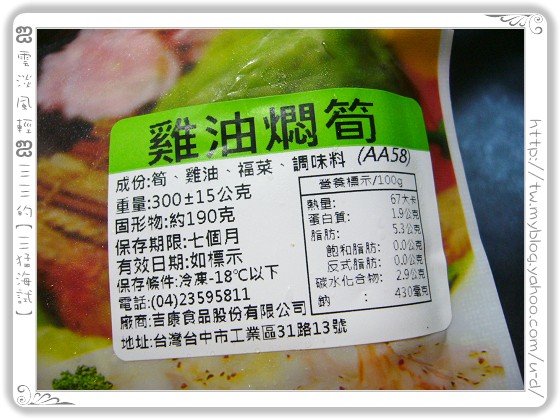 雞油燜筍
成份:筍、雞油、福菜、調味料 (AA58)
重量:300±15公克
固形物:約190克
保存期限:七個月
有效日期:如標示
保存條件:冷凍-18℃以下
電話:(04)23595811
廠商:吉康食品股份有限公司
地址:台灣台中市工業區31路13號
營養標示/100g
熱量: 67大卡
蛋白質: 1.9公克
脂肪: 5.3公克
飽和脂肪: 0.0公克
反式脂肪: 0.0公克
碳水化合物: 2.9公克
鈉 : 430毫克
雲淡風輕 三三的【三猛海試】
http://tw.myblog.yahoo.com/u-d/